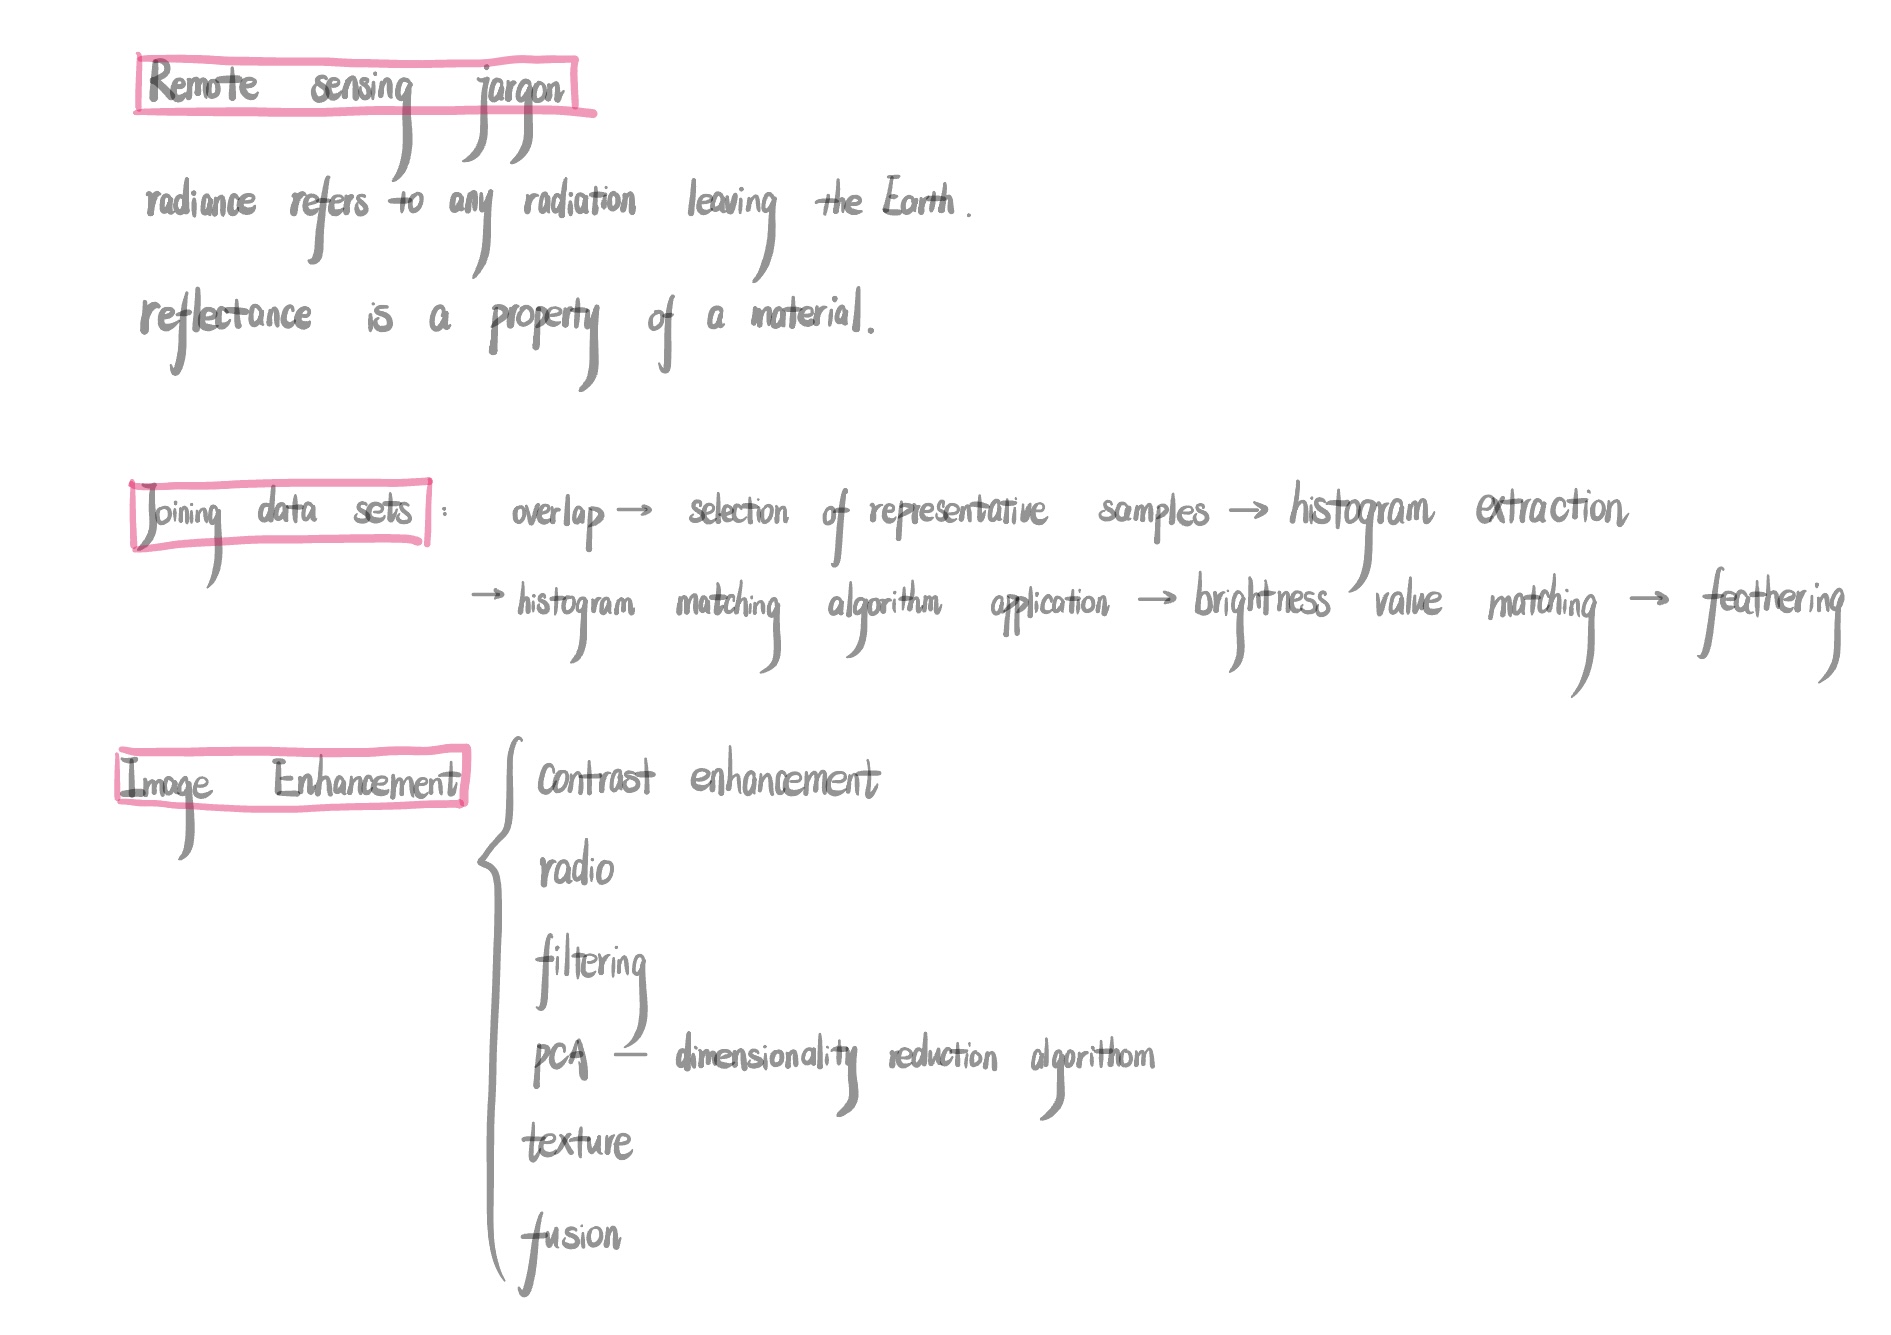 Remote sensing jargon
radiance refers to any radiation leaving the Earth.
reflectance is a property of a material.
Joining data sets : overlap → selection of representative samples → histogram extraction
→ histogram matching algorithm application → brightness value matching → feathering
Image Enhancement
contrast enhancement
radio
filtering
PCA — dimensionality reduction algorithom
texture
fusion